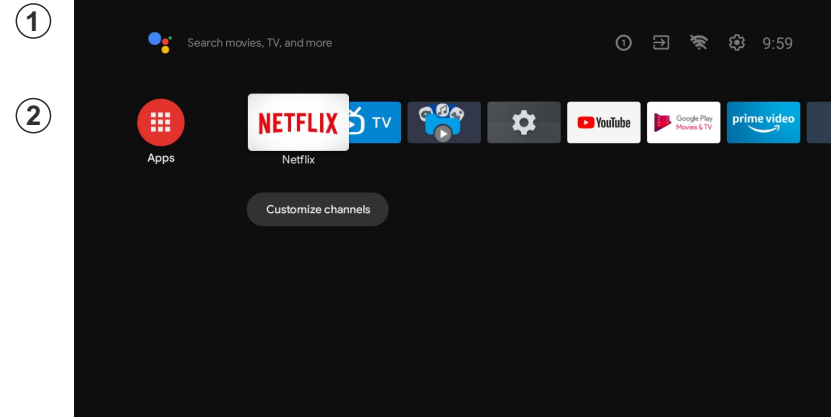 1
Search movies, TV, and more
1
9:59
2
NETFLIX
TV
YouTube
Google Play
Movies & TV
prime video
Apps
Netflix
Customize channels